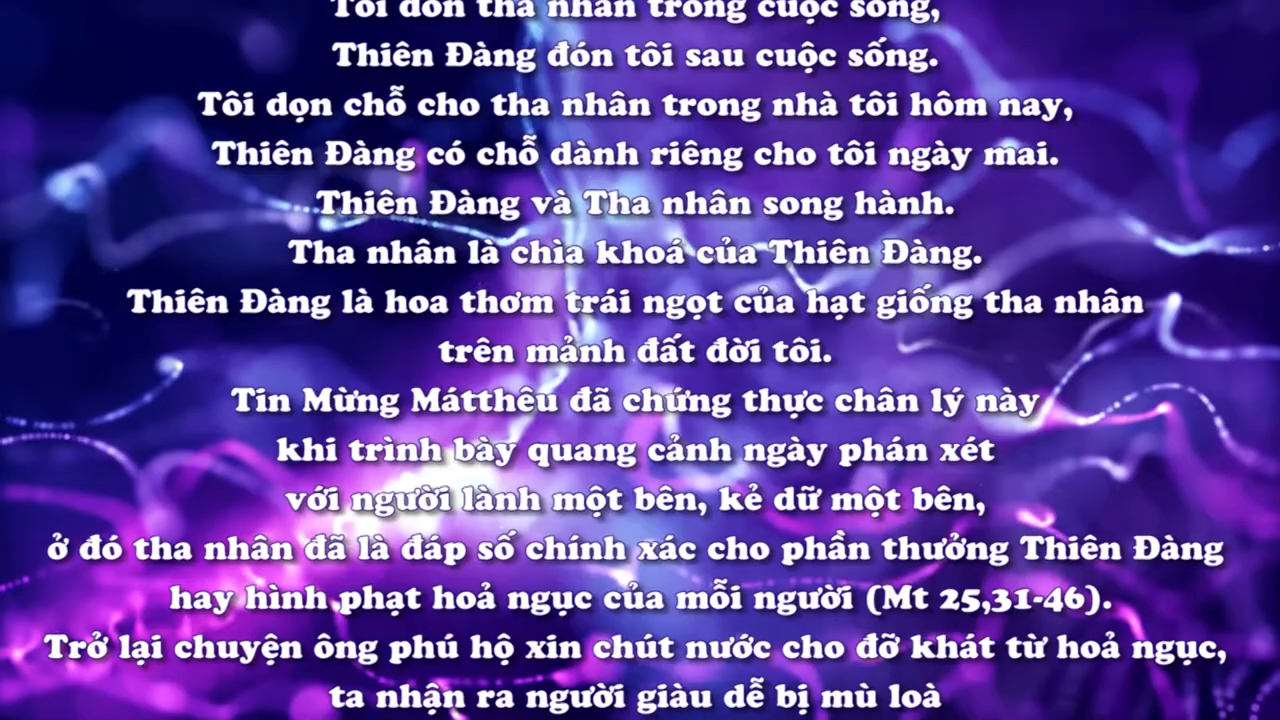 Tôi đón tha nhân trong cuộc sống,
Thiên Đàng đón tôi sau cuộc sống.
Tôi dọn chỗ cho tha nhân trong nhà tôi hôm nay,
Thiên Đàng có chỗ dành riêng cho tôi ngày mai.
Thiên Đàng và Tha nhân song hành.
Tha nhân là chìa khoá của Thiên Đàng.
Thiên Đàng là hoa thơm trái ngọt của hạt giống tha nhân
trên mảnh đất đời tôi.
Tin Mừng Mátthêu đã chứng thực chân lý này
khi trình bày quang cảnh ngày phán xét
với người lành một bên, kẻ dữ một bên,
ở đó tha nhân đã là đáp số chính xác cho phần thưởng Thiên Đàng
hay hình phạt hoả ngục của mỗi người (Mt 25,31-46).
Trở lại chuyện ông phú hộ xin chút nước cho đỡ khát từ hoả ngục,
ta nhận ra người giàu dễ bị mù loà